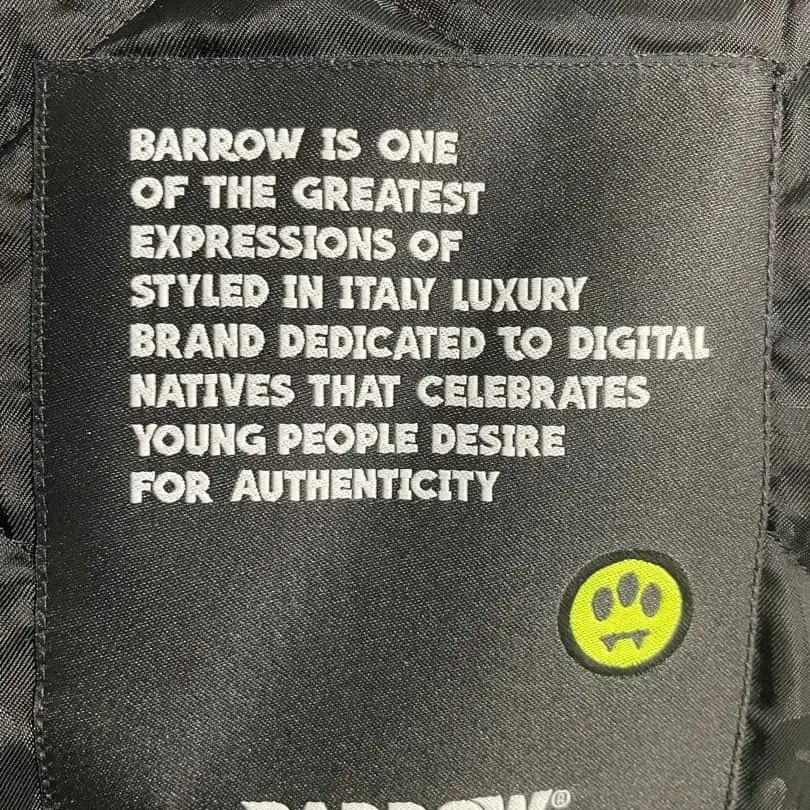 BARROW IS ONE
OF THE GREATEST
EXPRESSIONS OF
STYLED IN ITALY LUXURY
BRAND DEDICATED TO DIGITAL
NATIVES THAT CELEBRATES
YOUNG PEOPLE DESIRE
FOR AUTHENTICITY
BARROW®